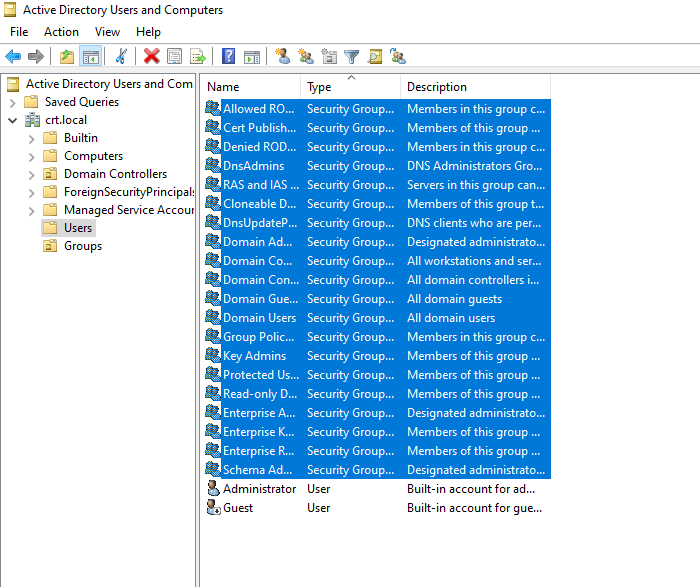 Active Directory Users and Computers
File Action View Help
Active Directory Users and Com
Saved Queries
crt.local
Builtin
Computers
Domain Controllers
ForeignSecurityPrincipals
Managed Service Accour
Users
Groups
Name Type Description
Allowed RO... Security Group... Members in this group c...
Cert Publish... Security Group... Members of this group ...
Denied ROD... Security Group... Members in this group c...
DnsAdmins Security Group... DNS Administrators Gro...
RAS and IAS ... Security Group... Servers in this group can...
Cloneable D... Security Group... Members of this group t...
DnsUpdateP... Security Group... DNS clients who are per...
Domain Ad... Security Group... Designated administrato...
Domain Co... Security Group... All workstations and ser...
Domain Con... Security Group... All domain controllers i...
Domain Gue... Security Group... All domain guests
Domain Users Security Group... All domain users
Group Polic... Security Group... Members in this group c...
Key Admins Security Group... Members of this group ...
Protected Us... Security Group... Members of this group ...
Read-only D... Security Group... Members of this group ...
Enterprise A... Security Group... Designated administrato...
Enterprise K... Security Group... Members of this group ...
Enterprise R... Security Group... Members of this group ...
Schema Ad... Security Group... Designated administrato...
Administrator User Built-in account for ad...
Guest User Built-in account for gue...